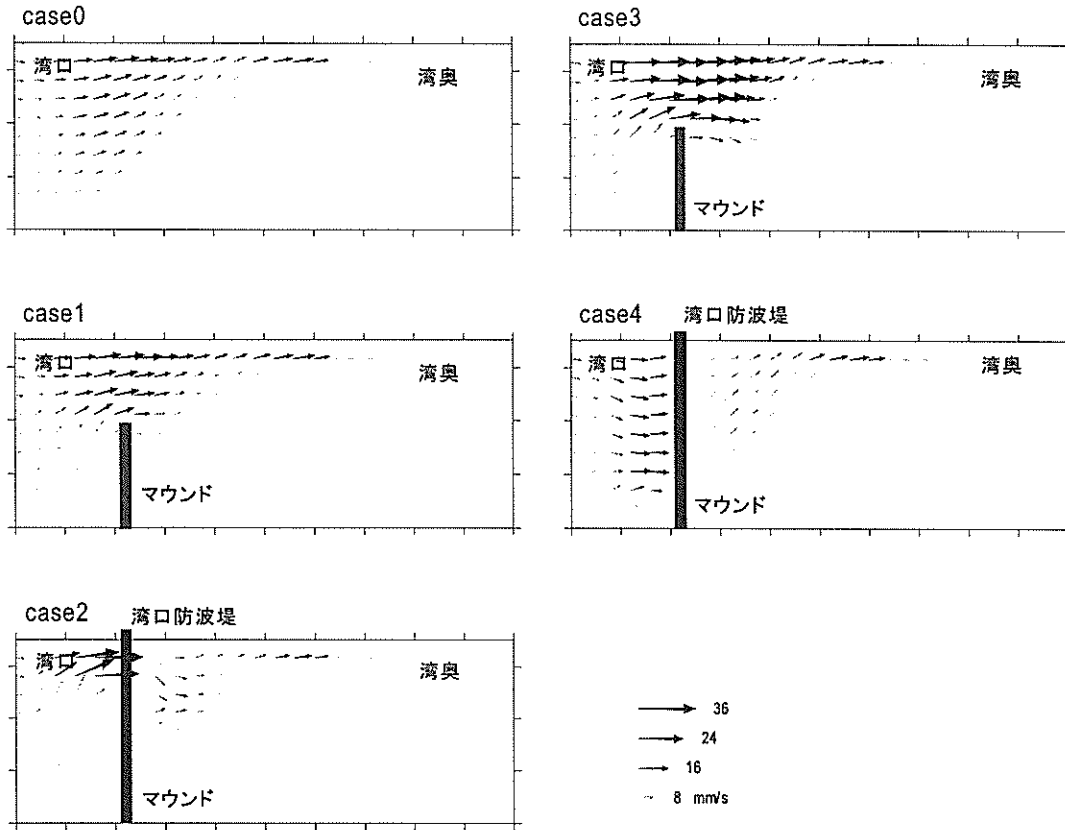 case0
湾口
湾奥
case3
湾口
湾奥
マウンド
case1
湾口
湾奥
マウンド
case4
湾口防波堤
湾口
湾奥
マウンド
case2
湾口防波堤
湾口
湾奥
マウンド
36
24
16
8 mm/s